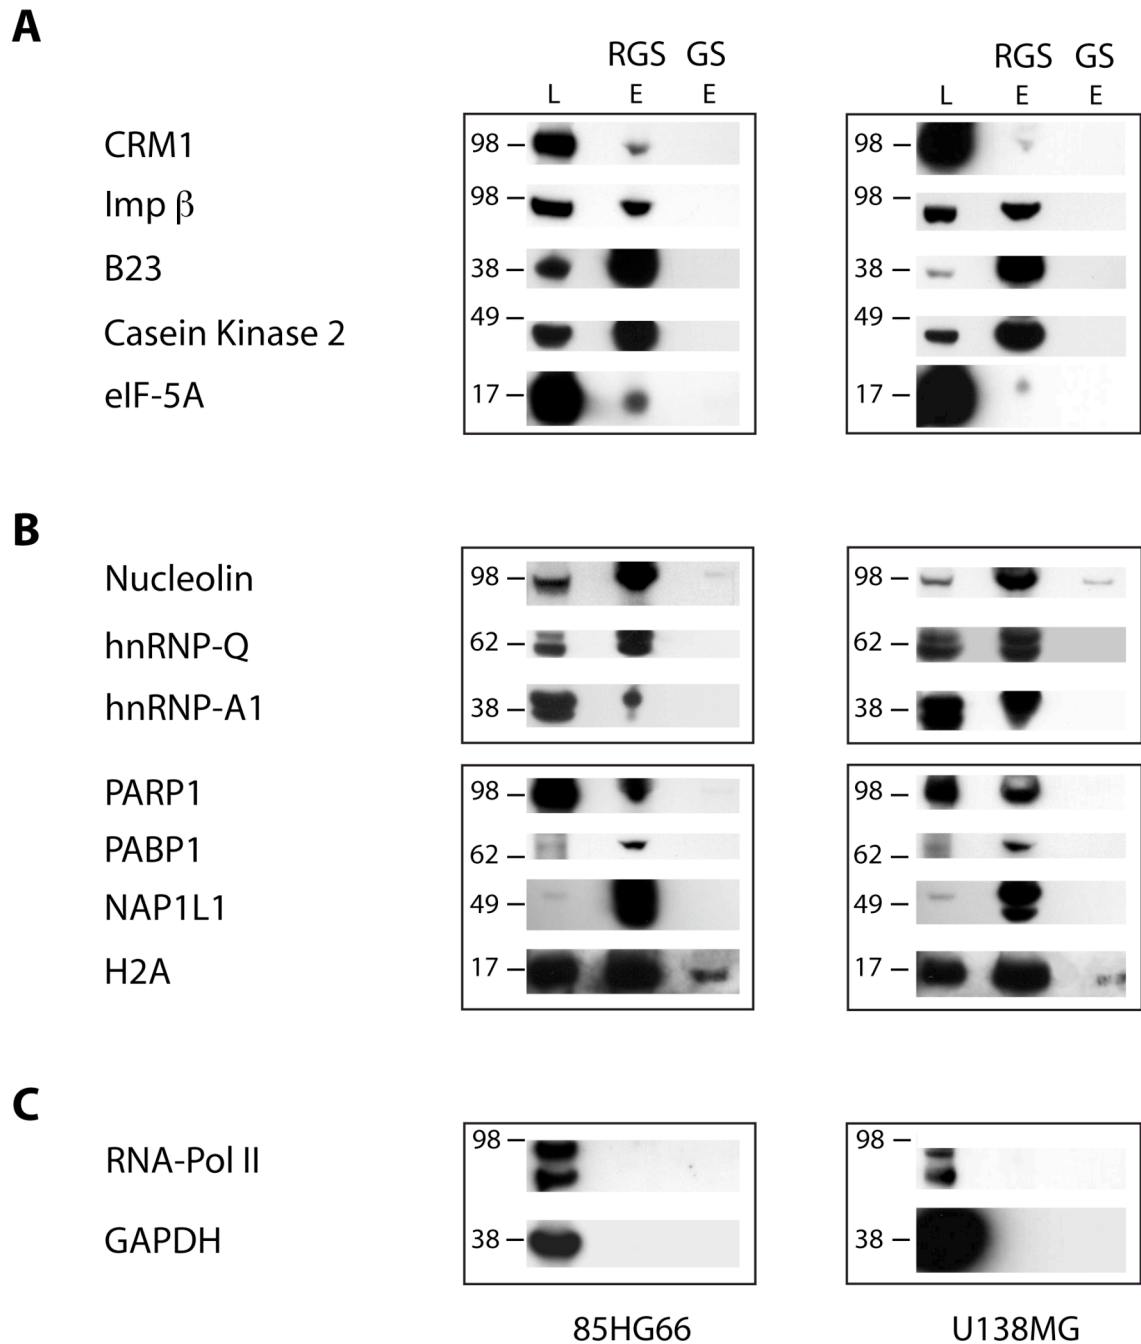 A
RGS GS RGS GS
L E E L E E
CRM1 98 – 98 –
Imp β 98 – 98 –
B23 38 – 38 –
Casein Kinase 2 49 – 49 –
eIF-5A 17 – 17 –
B
Nucleolin 98 – 98 –
hnRNP-Q 62 – 62 –
hnRNP-A1 38 – 38 –
PARP1 98 – 98 –
PABP1 62 – 62 –
NAP1L1 49 – 49 –
H2A 17 – 17 –
C
RNA-Pol II 98 – 98 –
GAPDH 38 – 38 –
85HG66 U138MG